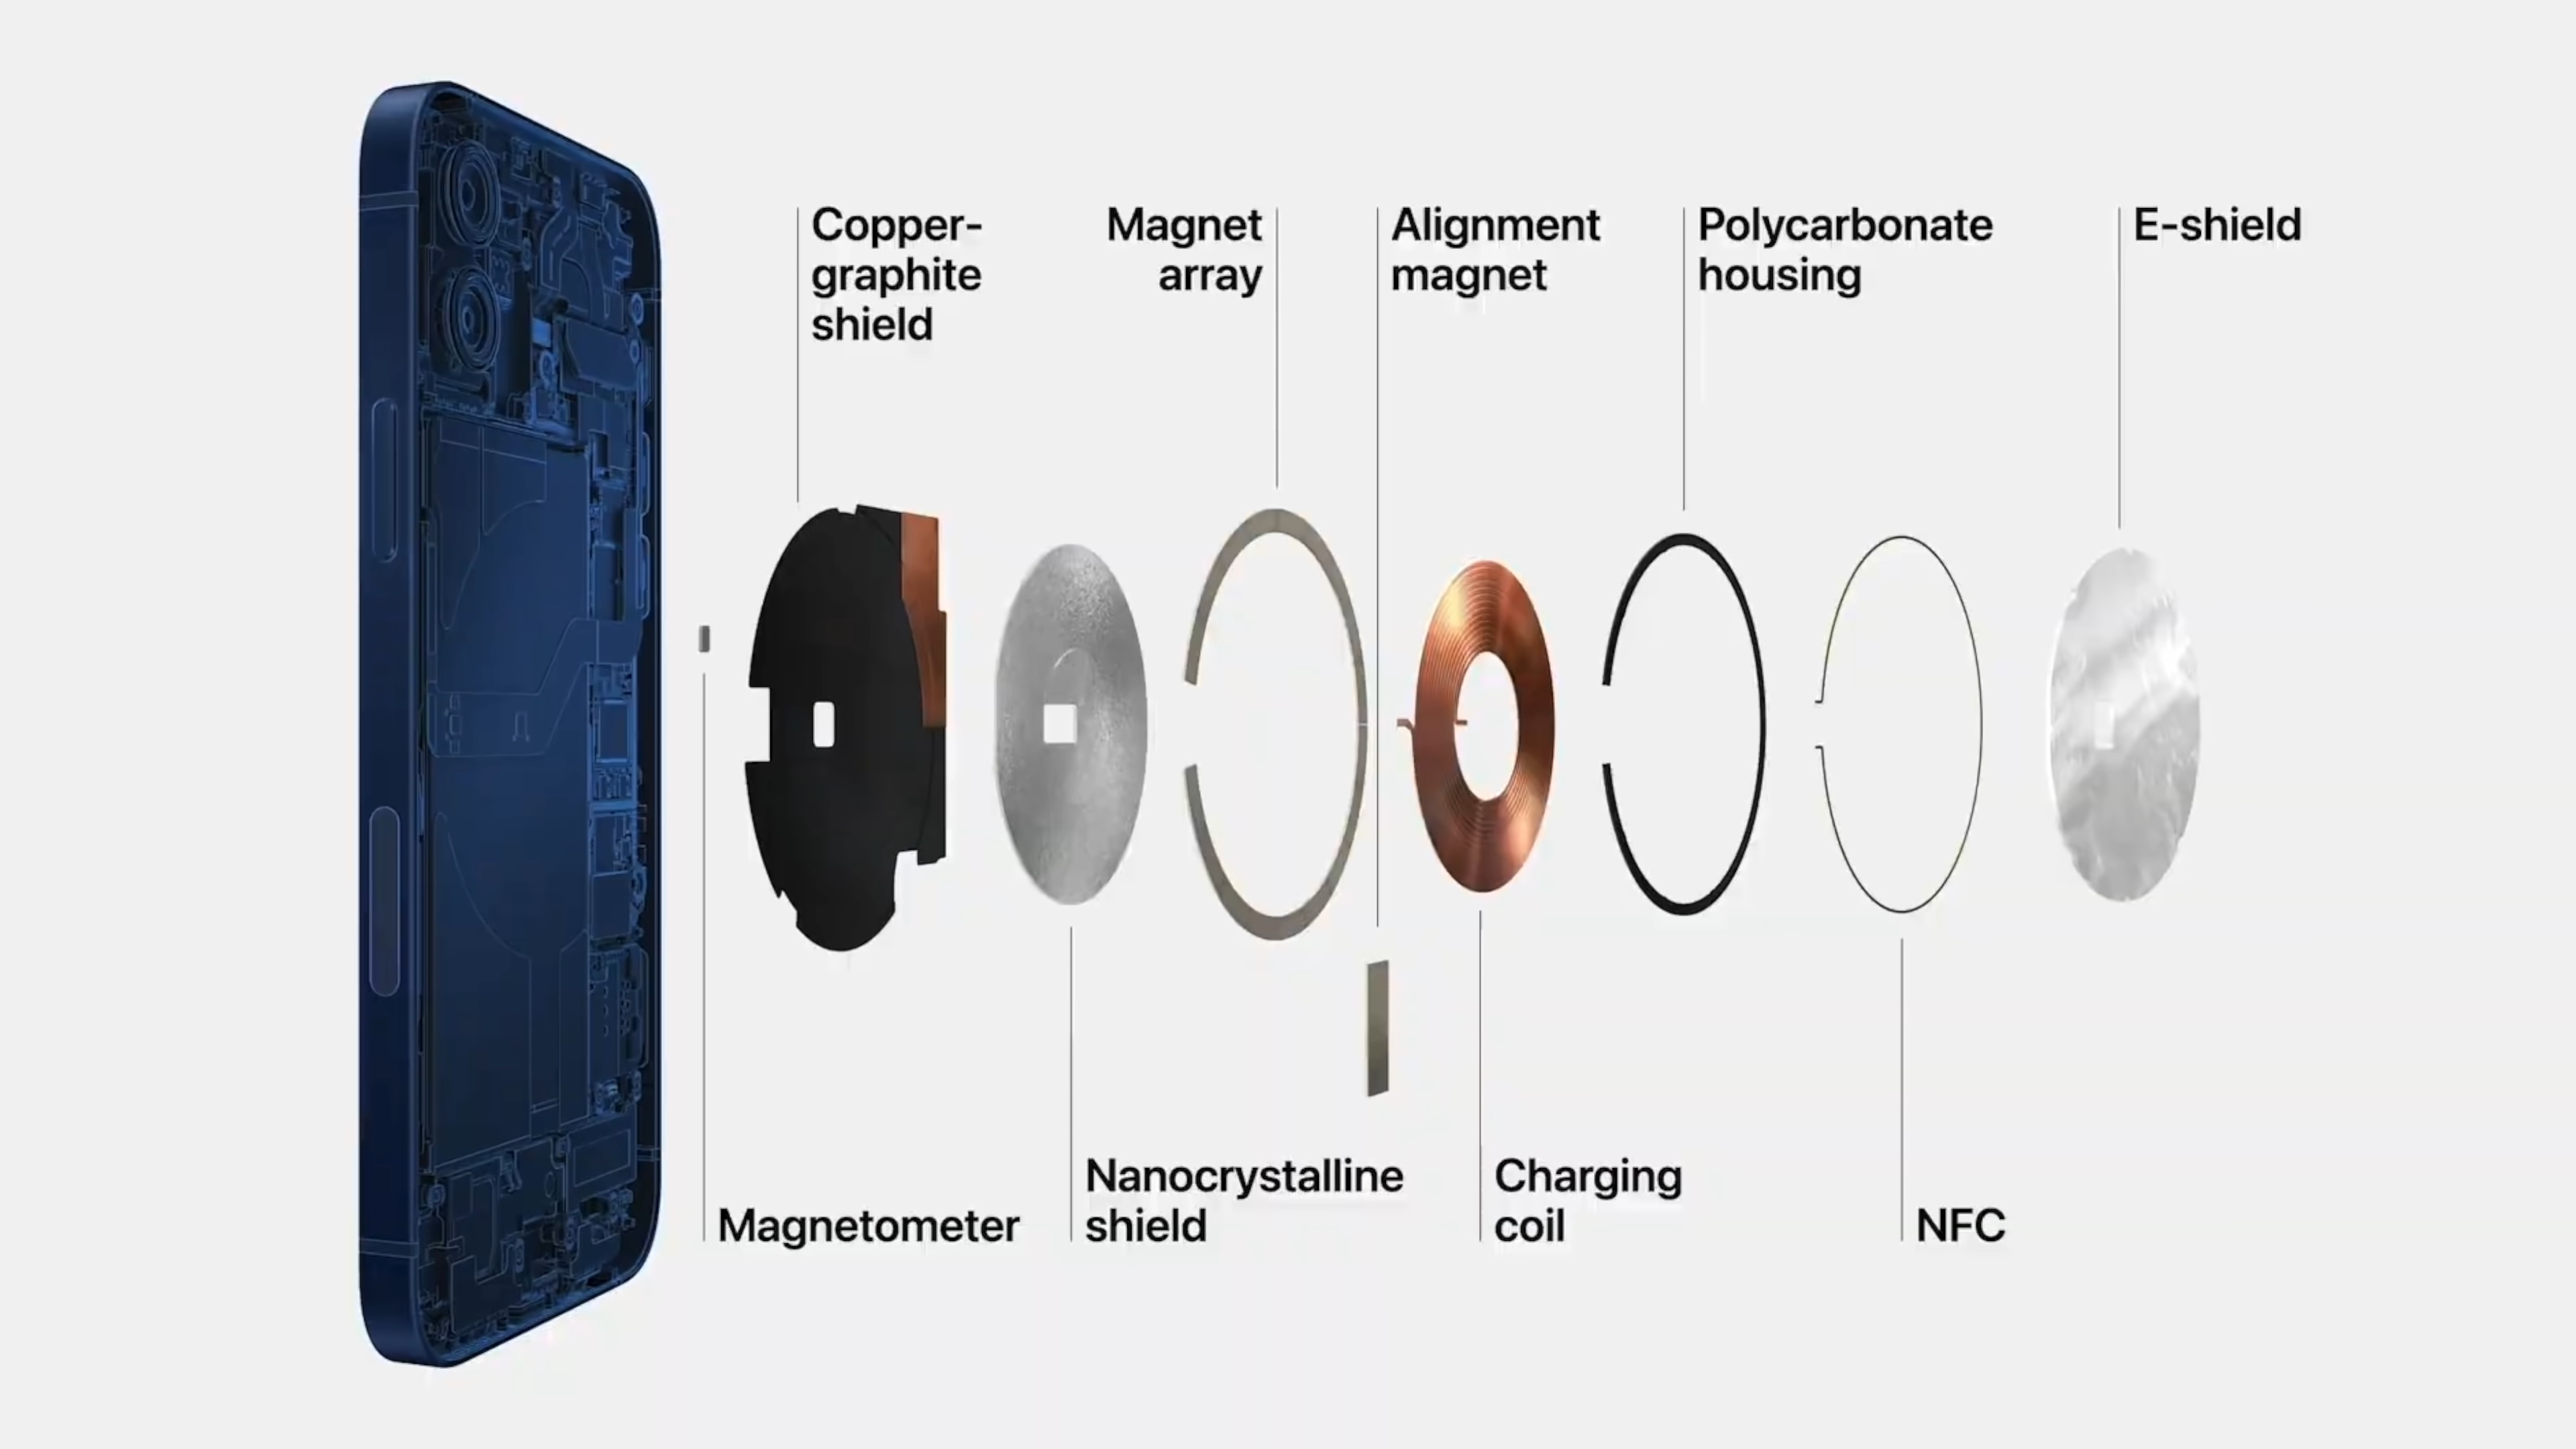 Copper-
graphite
shield
Magnet
array
Alignment
magnet
Polycarbonate
housing
E-shield
Magnetometer
Nanocrystalline
shield
Charging
coil
NFC